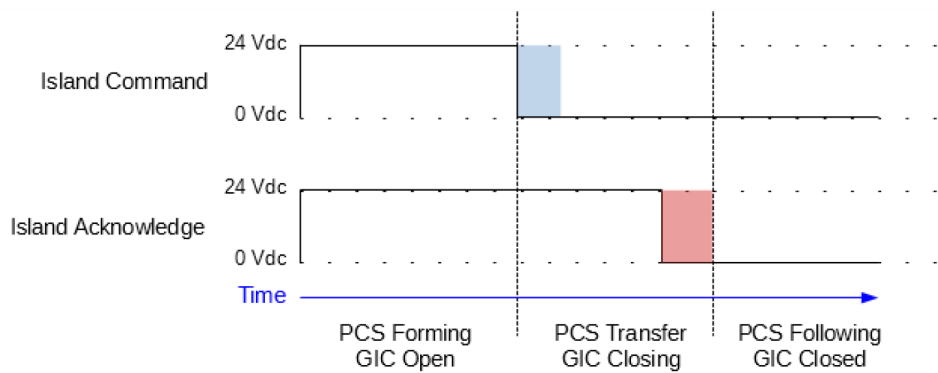 24 Vdc
Island Command
0 Vdc
24 Vdc
Island Acknowledge
0 Vdc
Time
PCS Forming
GIC Open
PCS Transfer
GIC Closing
PCS Following
GIC Closed